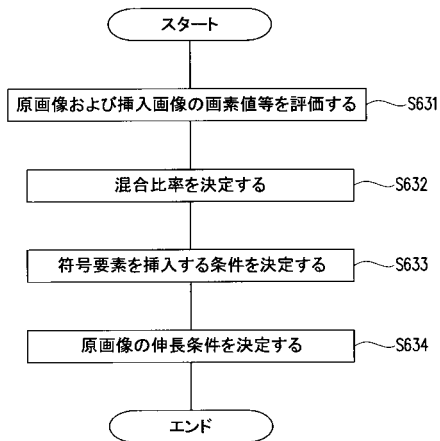 スタート
原画像および挿入画像の画素値等を評価する
S631
混合比率を決定する
S632
符号要素を挿入する条件を決定する
S633
原画像の伸長条件を決定する
S634
エンド